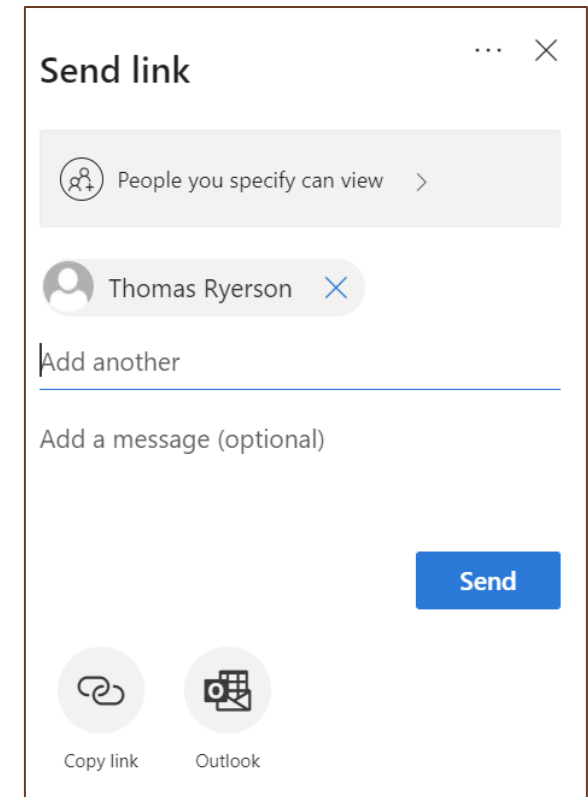 Send link
People you specify can view
Thomas Ryerson
Add another
Add a message (optional)
Send
Copy link
Outlook